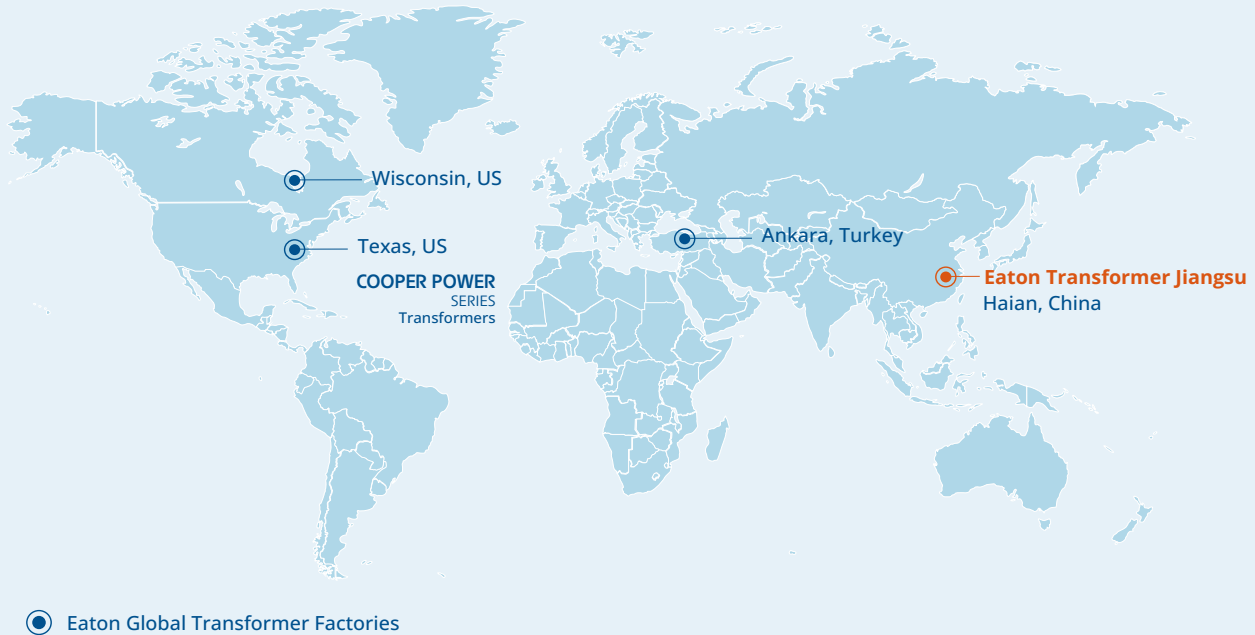 Wisconsin, US
Texas, US
COOPER POWER
SERIES
Transformers
Ankara, Turkey
Eaton Transformer Jiangsu
Haian, China
Eaton Global Transformer Factories